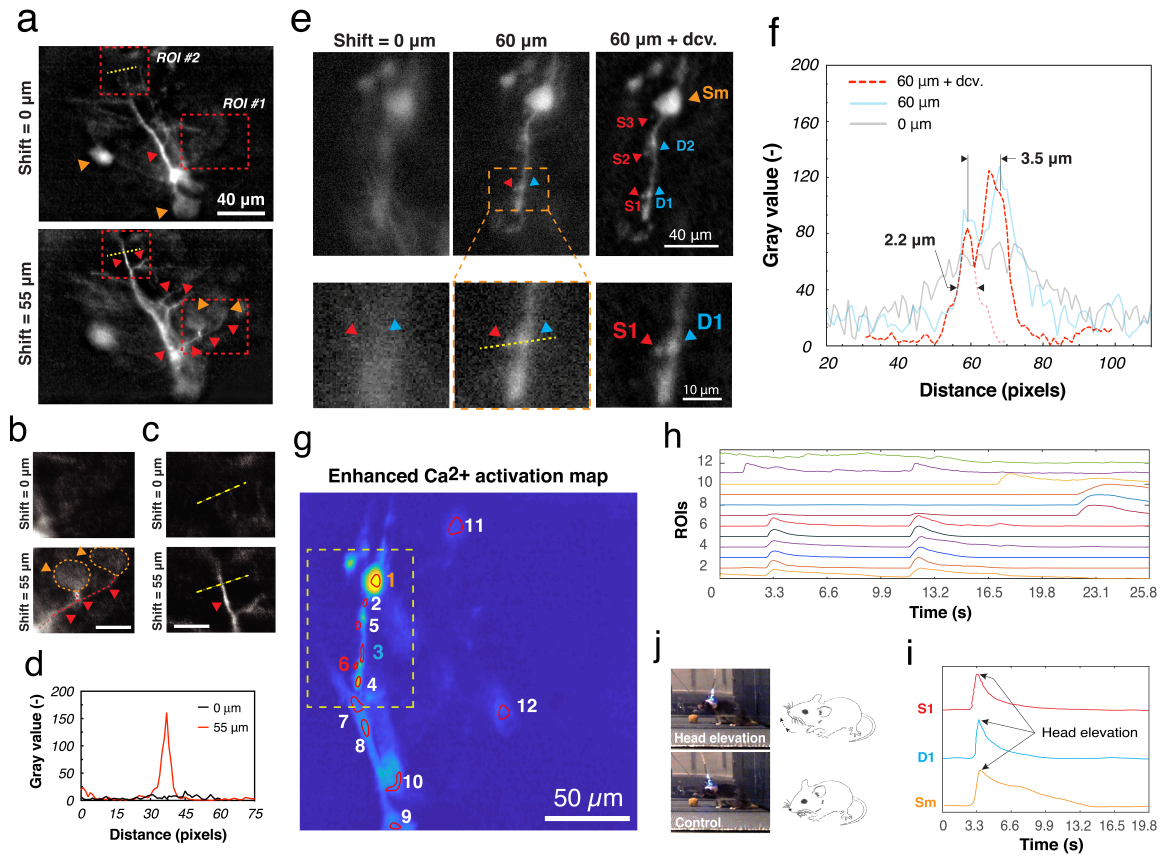 a
Shift = 0 µm
ROI #2
ROI #1
40 µm
Shift = 55 µm
b
Shift = 0 µm
Shift = 55 µm
c
Shift = 0 µm
Shift = 55 µm
d
Gray value (-)
200
150
100
50
0
0 µm
55 µm
0 15 30 45 60 75
Distance (pixels)
e
Shift = 0 µm 60 µm 60 µm + dcv.
Sm
S3
S2
D2
S1
D1
40 µm
S1
D1
10 µm
f
Gray value (-)
200
160
120
80
40
0
60 µm + dcv.
60 µm
0 µm
3.5 µm
2.2 µm
20 40 60 80 100
Distance (pixels)
g
Enhanced Ca2+ activation map
11
1
2
5
3
6
4
7
8
12
10
9
50 µm
h
ROIs
12
10
8
6
4
2
0 3.3 6.6 9.9 13.2 16.5 19.8 23.1 25.8
Time (s)
j
Head elevation
Control
i
S1
D1
Sm
Head elevation
0 3.3 6.6 9.9 13.2 16.5 19.8
Time (s)